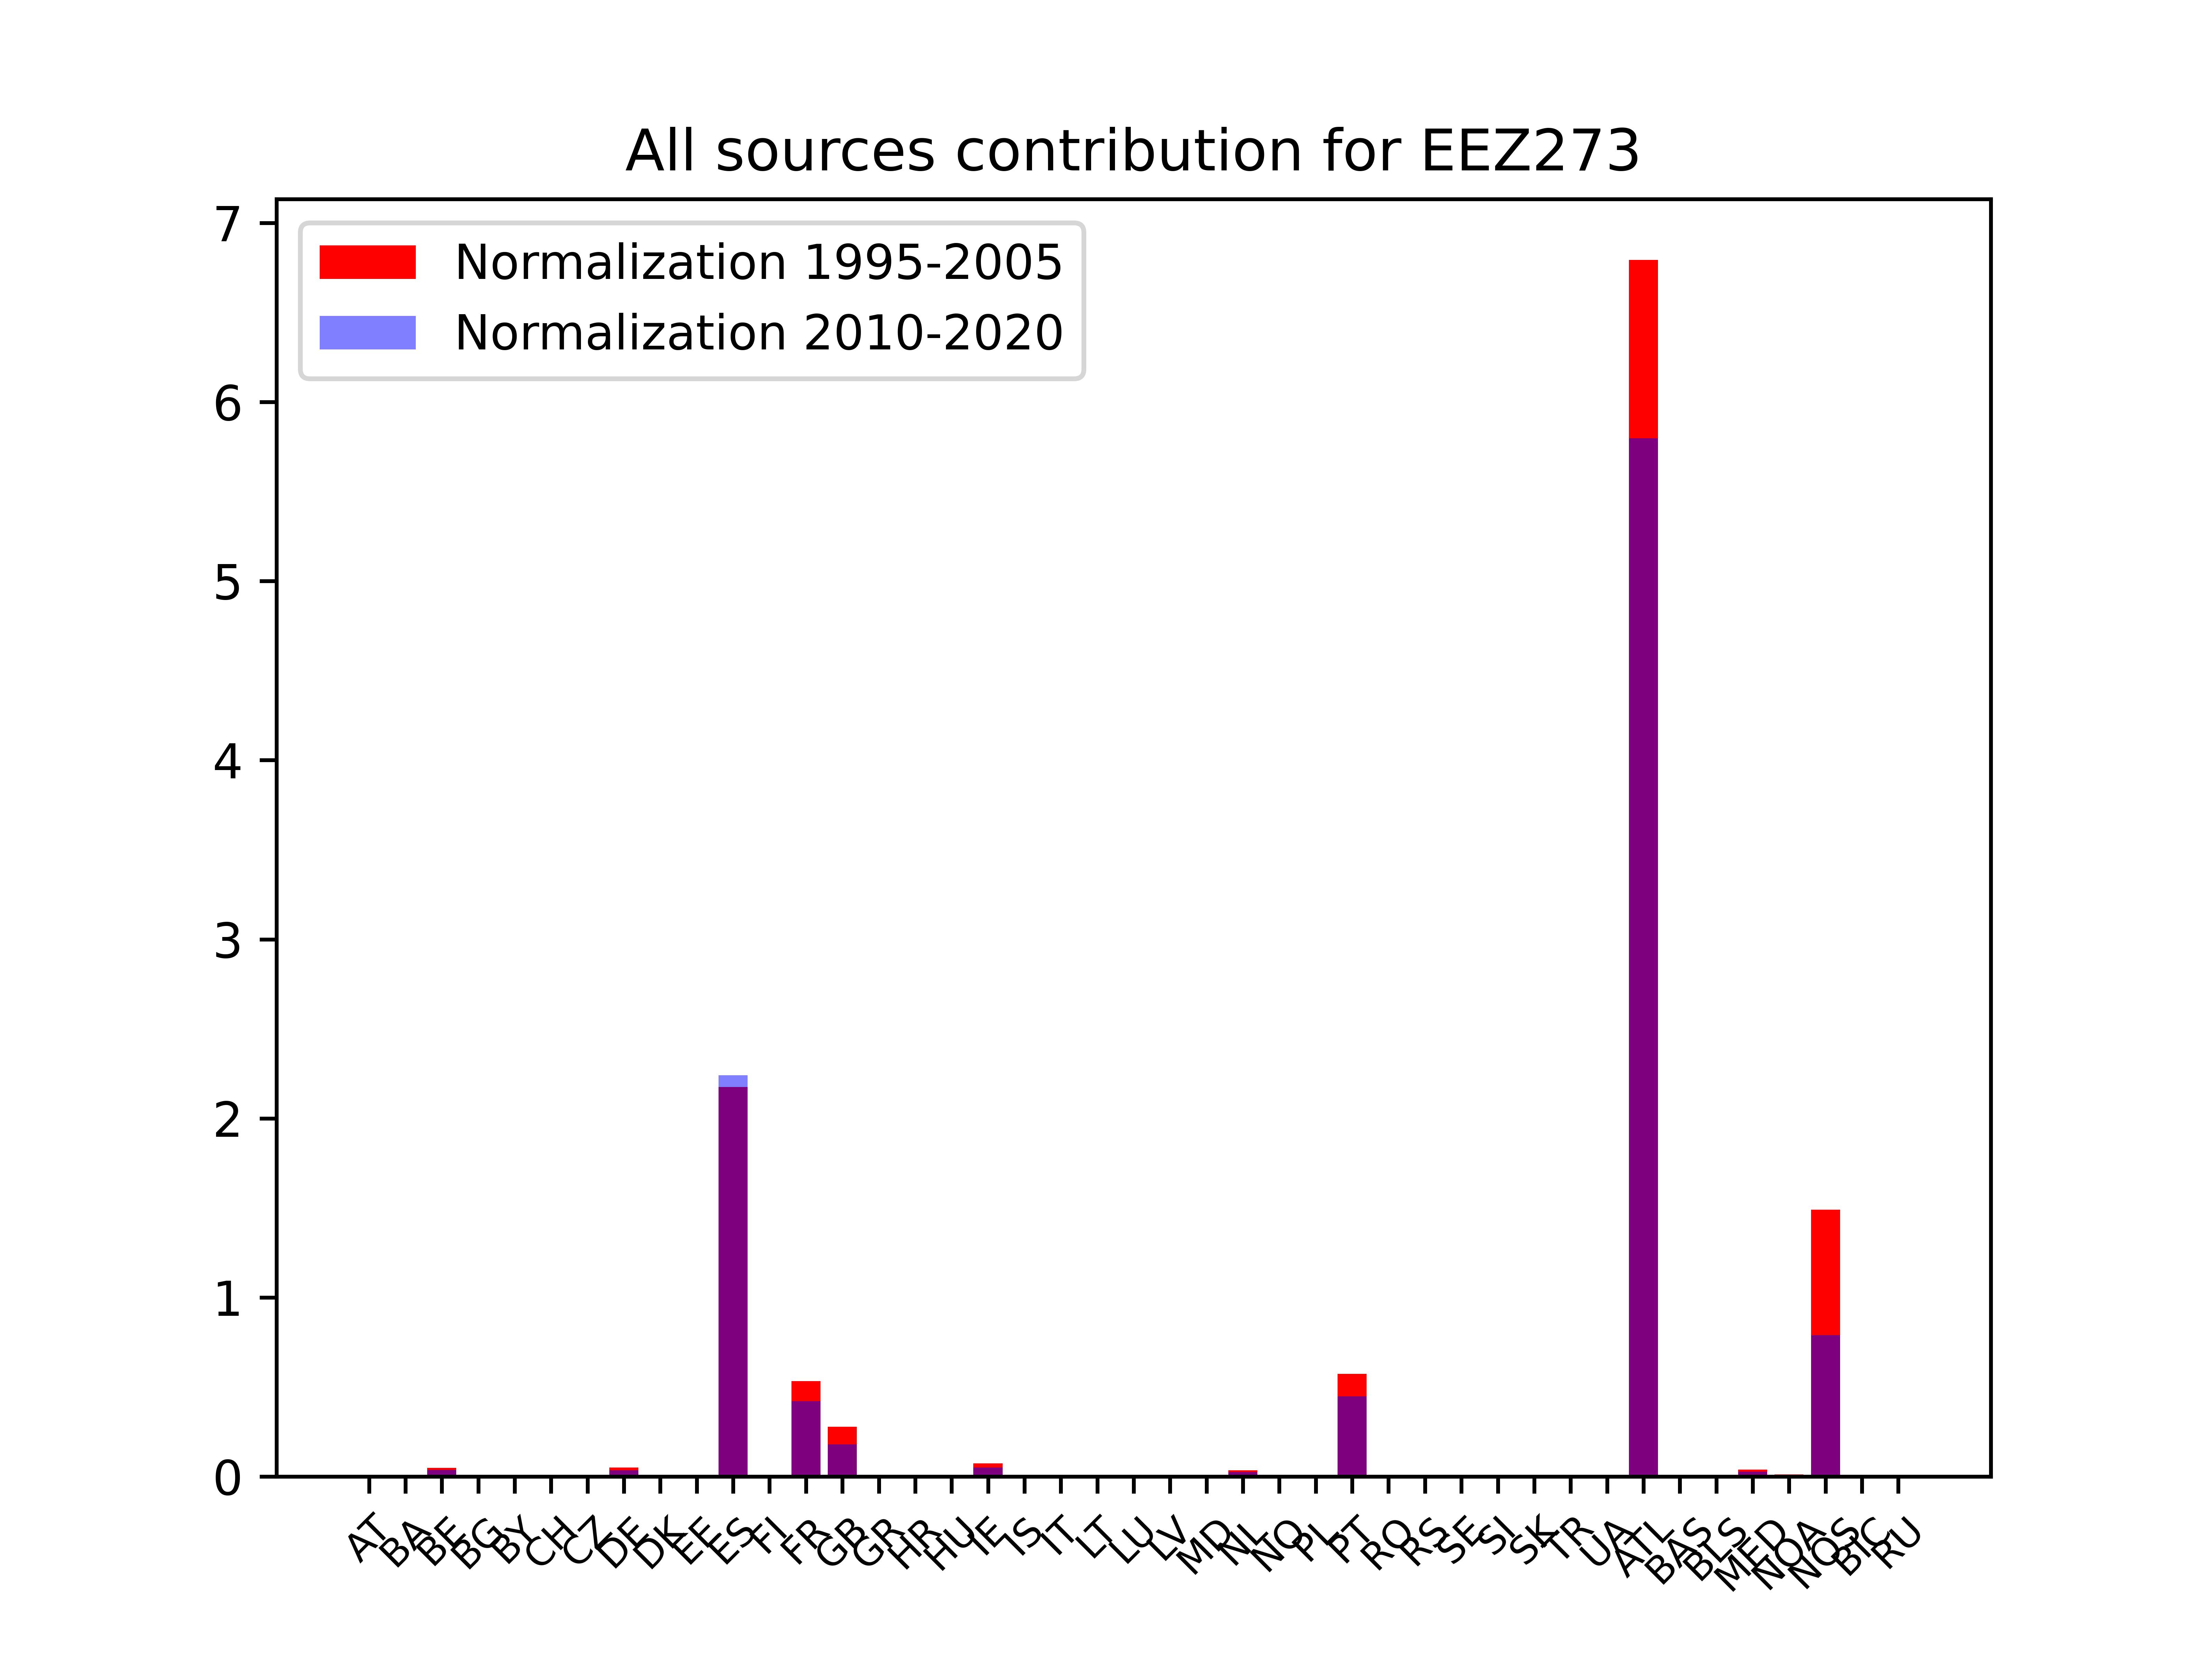 All sources contribution for EEZ273
7
Normalization 1995-2005
Normalization 2010-2020
6
5
4
3
2
1
0
AT BA BE BG BY CH CZ DE DK EE ES FI FR GB GR HR HU IE IS IT LT LU LV MD NL NO PL PT RO RS SE SI SK TR UA ATL BAS BLS MED NOA NOS BIC RU